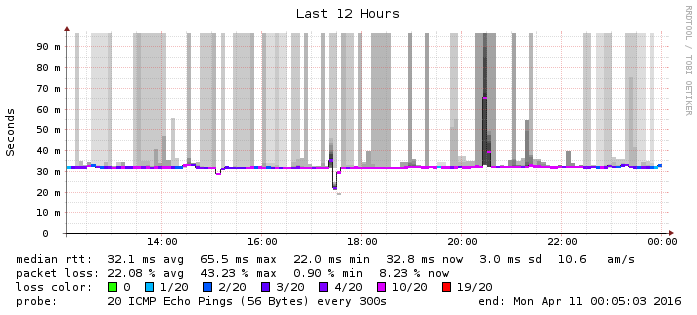 Last 12 Hours
RRDTOOL / TOBI OETIKER
Seconds
90 m
80 m
70 m
60 m
50 m
40 m
30 m
20 m
10 m
0
14:00 16:00 18:00 20:00 22:00 00:00
median rtt: 32.1 ms avg 65.5 ms max 22.0 ms min 32.8 ms now 3.0 ms sd 10.6 am/s
packet loss: 22.08 % avg 43.23 % max 0.90 % min 8.23 % now
loss color: 0 1/20 2/20 3/20 4/20 10/20 19/20
probe: 20 ICMP Echo Pings (56 Bytes) every 300s end: Mon Apr 11 00:05:03 2016